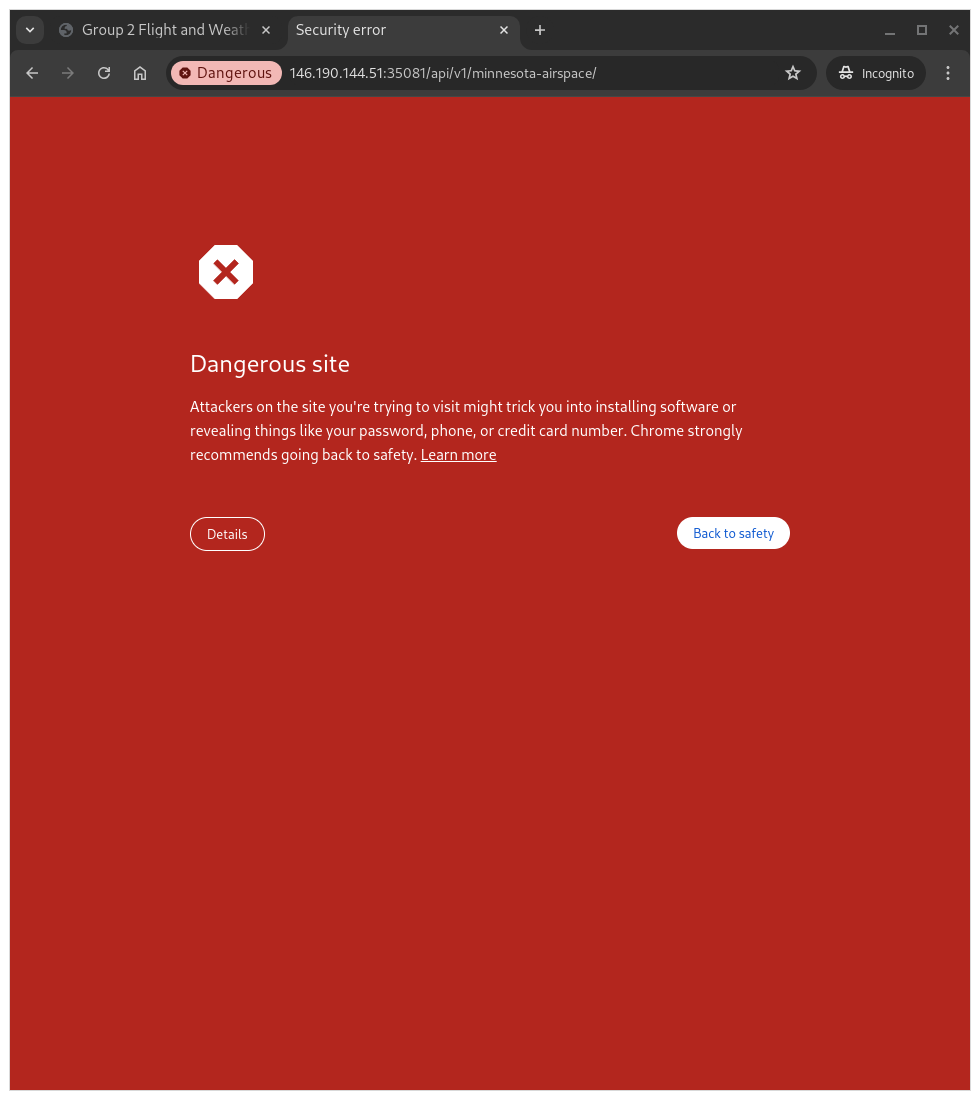 Group 2 Flight and Weath
Security error
Dangerous
146.190.144.51:35081/api/v1/minnesota-airspace/
Incognito
Dangerous site
Attackers on the site you're trying to visit might trick you into installing software or
revealing things like your password, phone, or credit card number. Chrome strongly
recommends going back to safety. Learn more
Details
Back to safety